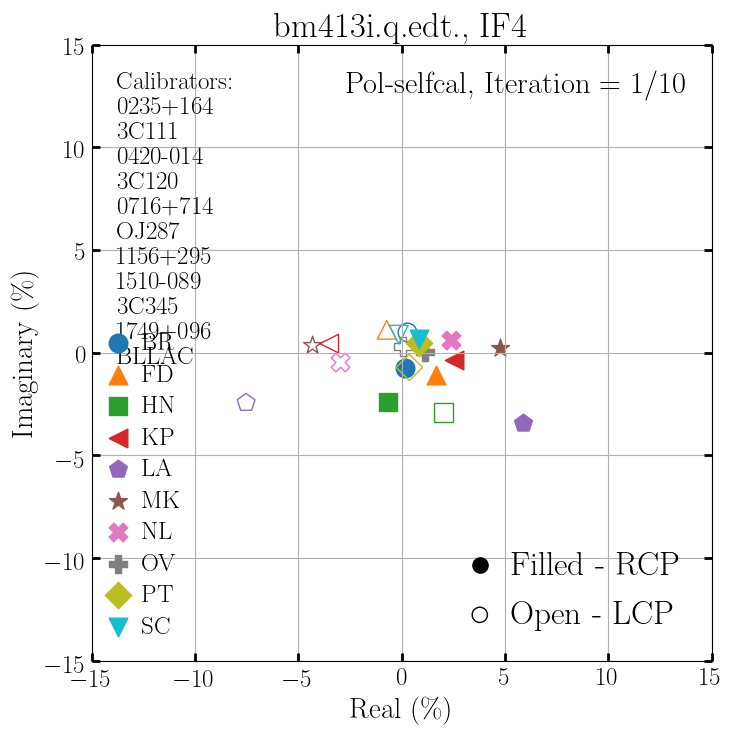 bm413i.q.edt., IF4
Calibrators:
0235+164
3C111
0420-014
3C120
0716+714
OJ287
1156+295
1510-089
3C345
1749+096
BLLAC
Pol-selfcal, Iteration = 1/10
BR
FD
HN
KP
LA
MK
NL
OV
PT
SC
Filled - RCP
Open - LCP
15
10
5
0
−5
−10
−15
Imaginary (%)
−15
−10
−5
0
5
10
15
Real (%)